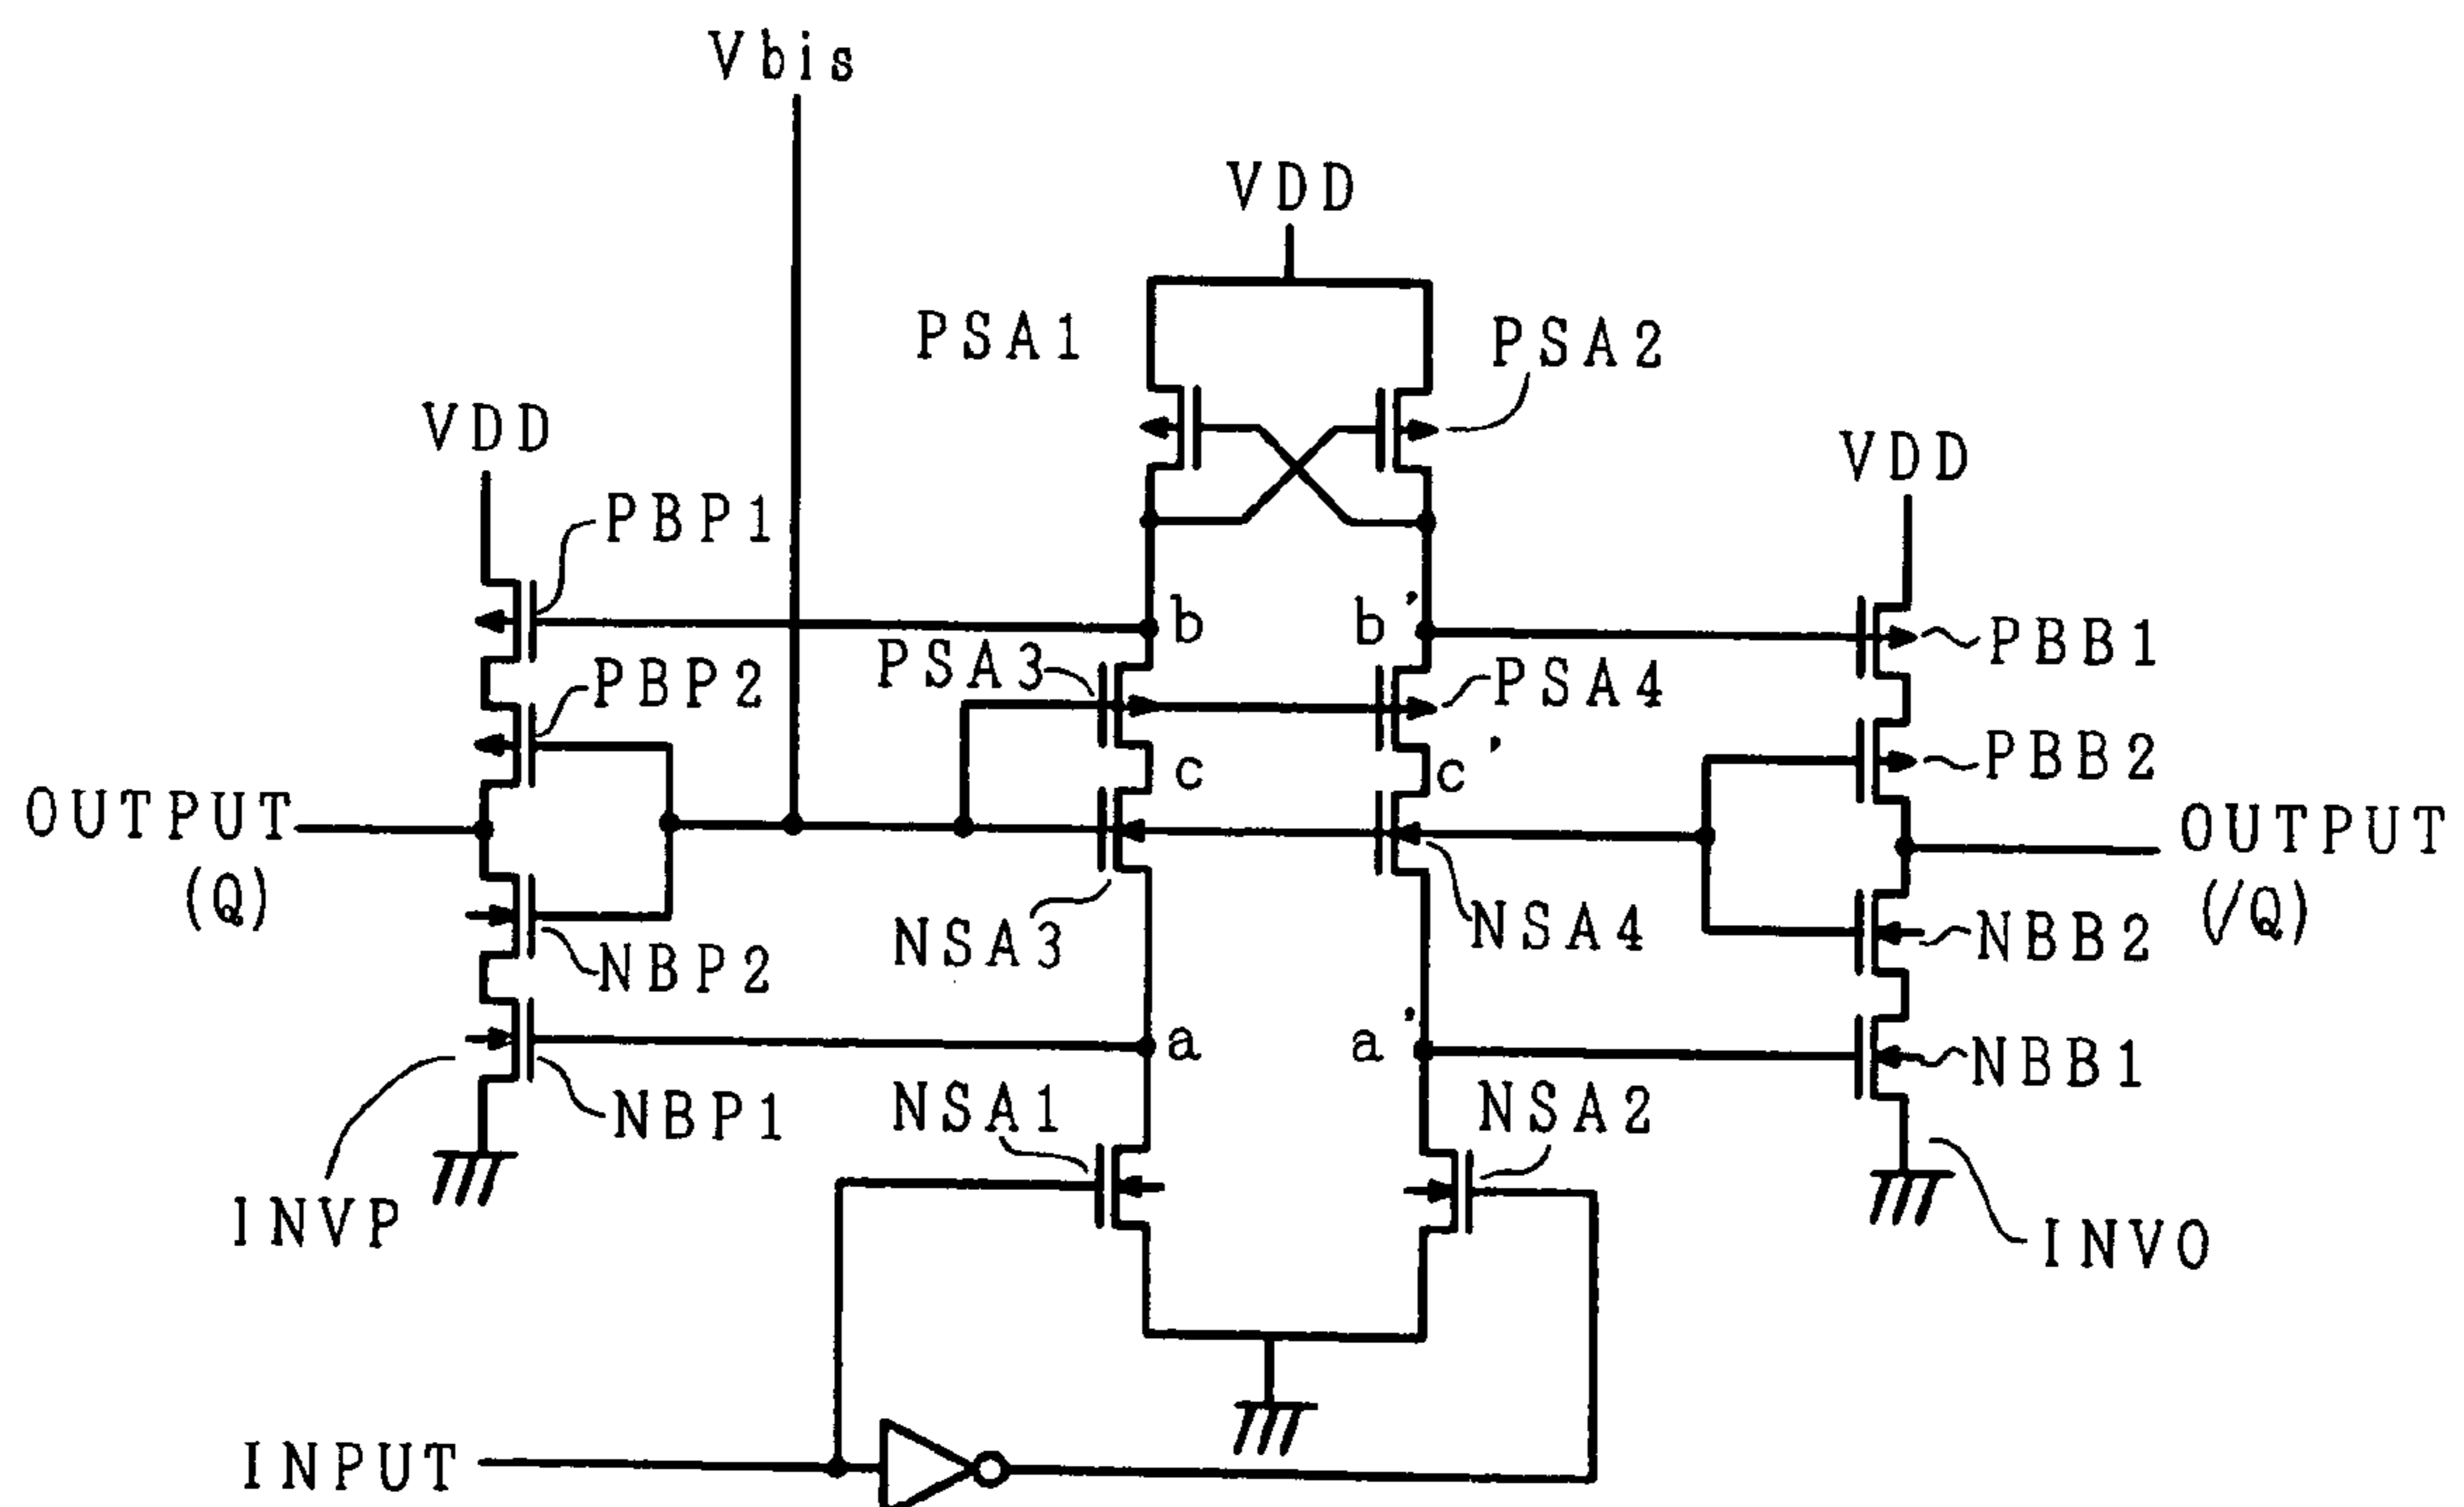 Vbis
VDD
PSA1
PSA2
VDD
VDD
PBP1
b
b'
PBB1
PSA3
PSA4
PBP2
PBB2
c
c'
OUTPUT
(Q)
OUTPUT
(/Q)
NSA3
NSA4
NBB2
NBP2
a
a'
NBB1
NSA1
NSA2
NBP1
INVP
INVO
INPUT